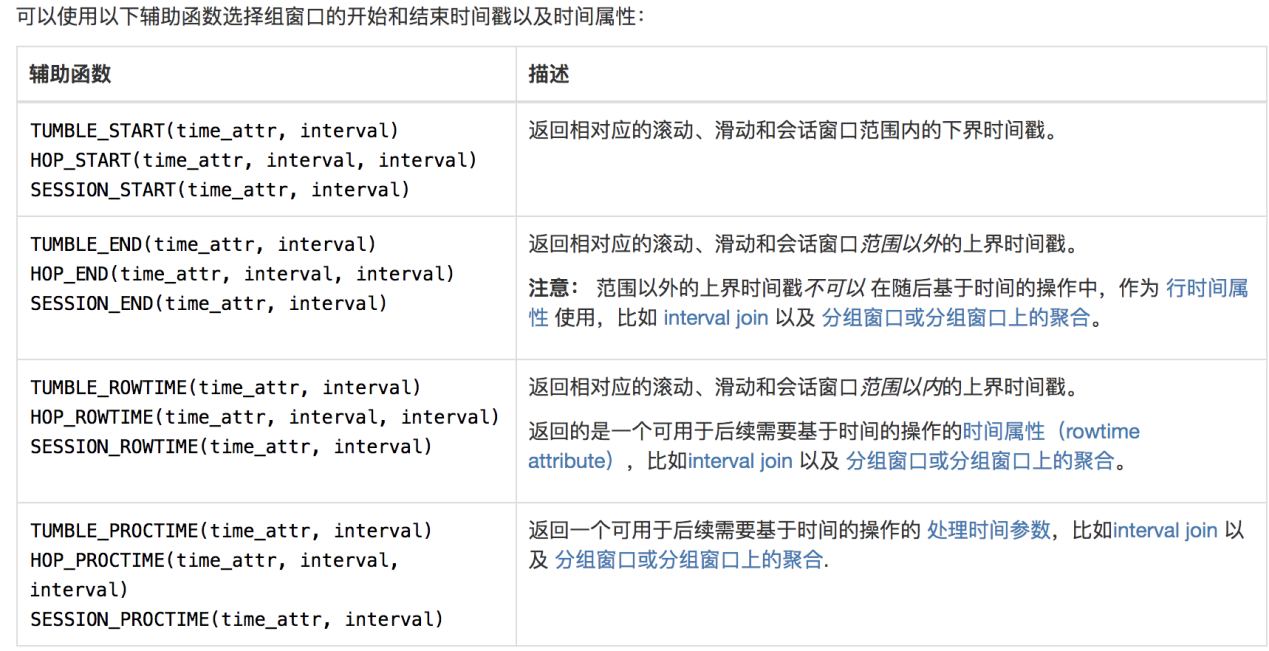 可以使用以下辅助函数选择组窗口的开始和结束时间戳以及时间属性：
辅助函数
描述
TUMBLE_START(time_attr, interval)
HOP_START(time_attr, interval, interval)
SESSION_START(time_attr, interval)
返回相对应的滚动、滑动和会话窗口范围内的下界时间戳。
TUMBLE_END(time_attr, interval)
HOP_END(time_attr, interval, interval)
SESSION_END(time_attr, interval)
返回相对应的滚动、滑动和会话窗口范围以外的上界时间戳。
注意： 范围以外的上界时间戳不可以 在随后基于时间的操作中，作为 行时间属
性 使用，比如 interval join 以及 分组窗口或分组窗口上的聚合。
TUMBLE_ROWTIME(time_attr, interval)
HOP_ROWTIME(time_attr, interval, interval)
SESSION_ROWTIME(time_attr, interval)
返回相对应的滚动、滑动和会话窗口范围以内的上界时间戳。
返回的是一个可用于后续需要基于时间的操作的时间属性（rowtime
attribute），比如interval join 以及 分组窗口或分组窗口上的聚合。
TUMBLE_PROCTIME(time_attr, interval)
HOP_PROCTIME(time_attr, interval,
interval)
SESSION_PROCTIME(time_attr, interval)
返回一个可用于后续需要基于时间的操作的 处理时间参数，比如interval join 以
及 分组窗口或分组窗口上的聚合.